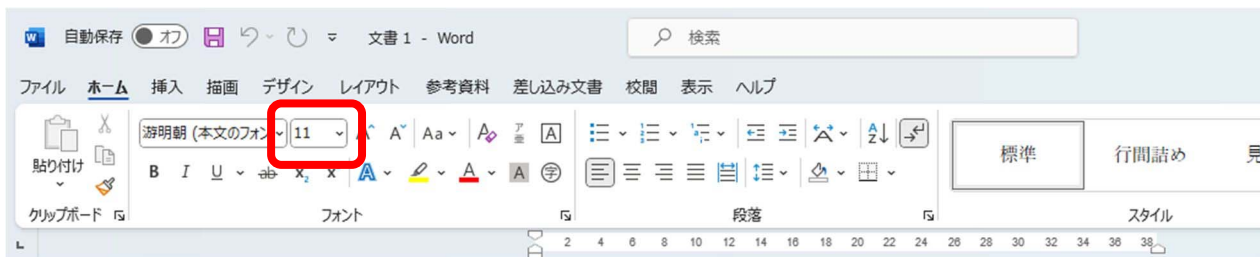 自動保存 オフ 文書 1 - Word 検索
ファイル ホーム 挿入 描画 デザイン レイアウト 参考資料 差し込み文書 校閲 表示 ヘルプ
游明朝 (本文のフォン 11 Aa A
貼り付け B I U ab x₂ x A A A 字 標準 行間詰め 見
クリップボード フォント 段落 スタイル
2 4 6 8 10 12 14 16 18 20 22 24 26 28 30 32 34 36 38